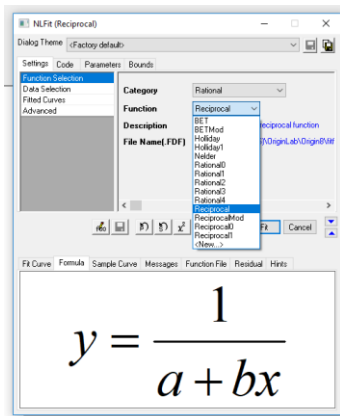 NLFit (Reciprocal)
Dialog Theme <Factory default>
Settings Code Parameters Bounds
Function Selection
Data Selection
Fitted Curves
Advanced
Category Rational
Function Reciprocal
Description
File Name(.FDF)
BET
BETMod
Holliday
Holliday1
Nelder
Rational0
Rational1
Rational2
Rational3
Rational4
Reciprocal
ReciprocalMod
Reciprocal0
Reciprocal1
<New...>
Reciprocal function
\OriginLab\Origin8\fitf
Fit Cancel
Fit Curve Formula Sample Curve Messages Function File Residual Hints
y = 1 / (a + bx)